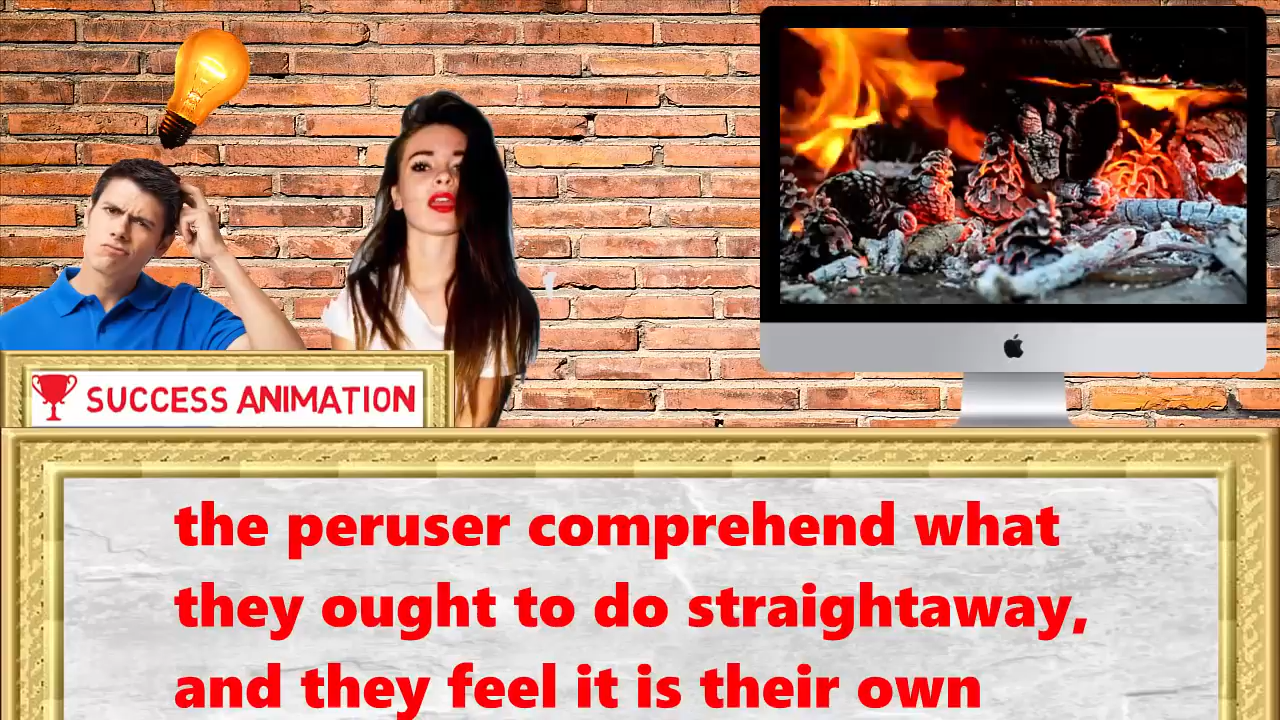 SUCCESS ANIMATION
the peruser comprehend what
they ought to do straightaway,
and they feel it is their own